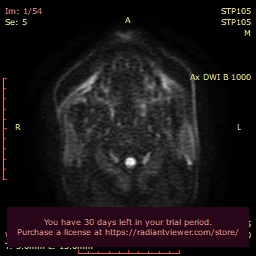 Im: 1/54
Se: 5
STP105
STP105
M
A
Ax DWI B 1000
R
L
You have 30 days left in your trial period.
Purchase a license at https://radiantviewer.com/store/